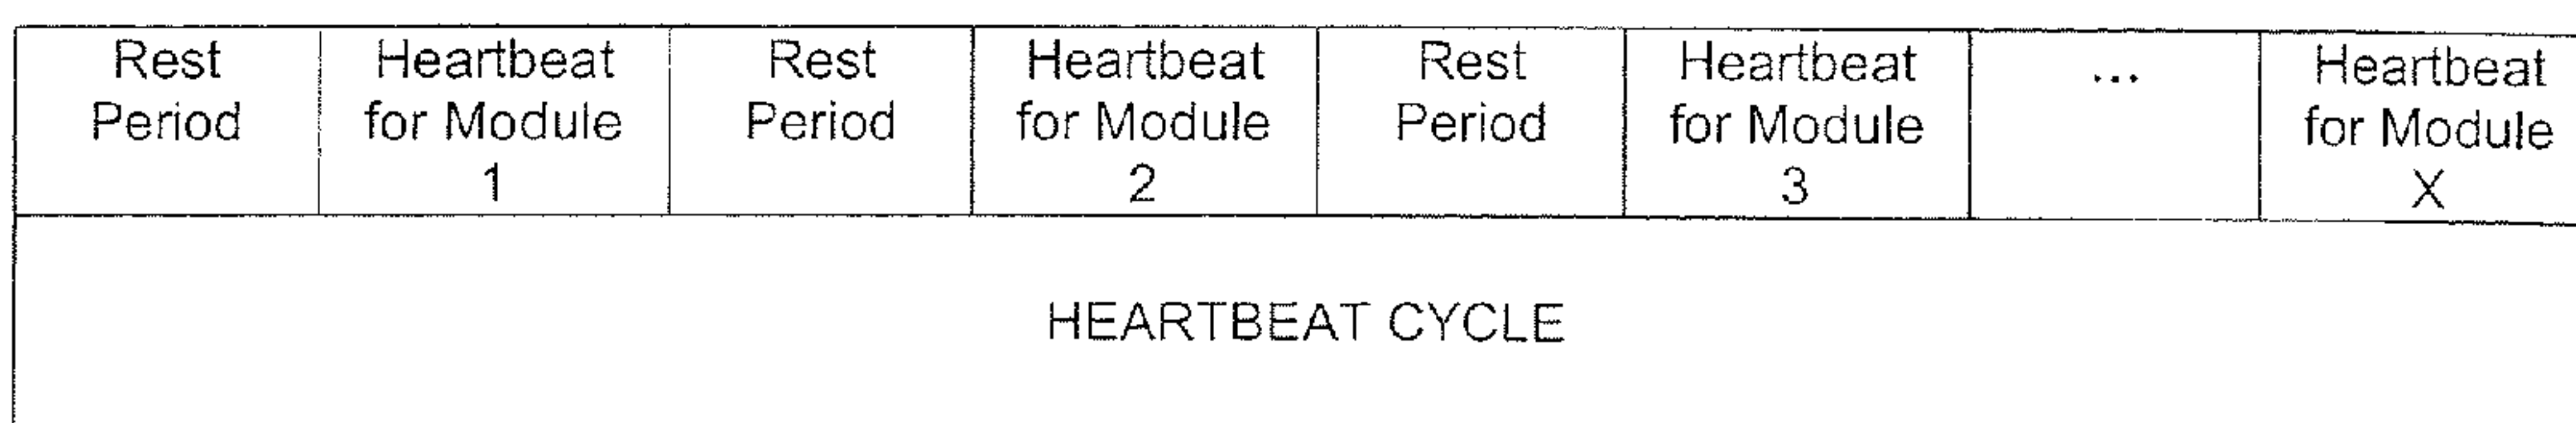 Rest
Period
Heartbeat
for Module
1
Rest
Period
Heartbeat
for Module
2
Rest
Period
Heartbeat
for Module
3
...
Heartbeat
for Module
X
HEARTBEAT CYCLE